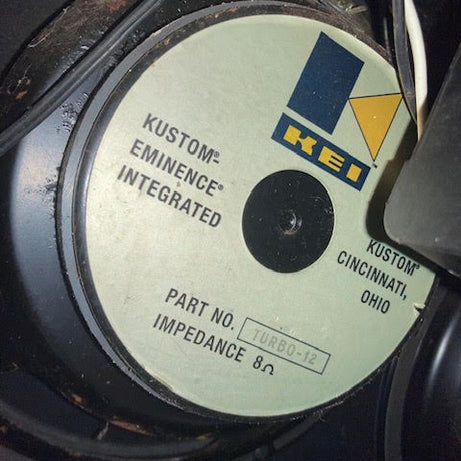 KEI
KUSTOM®-
EMINENCE®
INTEGRATED
KUSTOM®
CINCINNATI,
OHIO
PART NO. TURBO-12
IMPEDANCE 8Ω